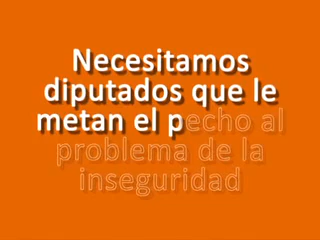 Necesitamos
diputados que le
metan el pecho al
problema de la
inseguridad